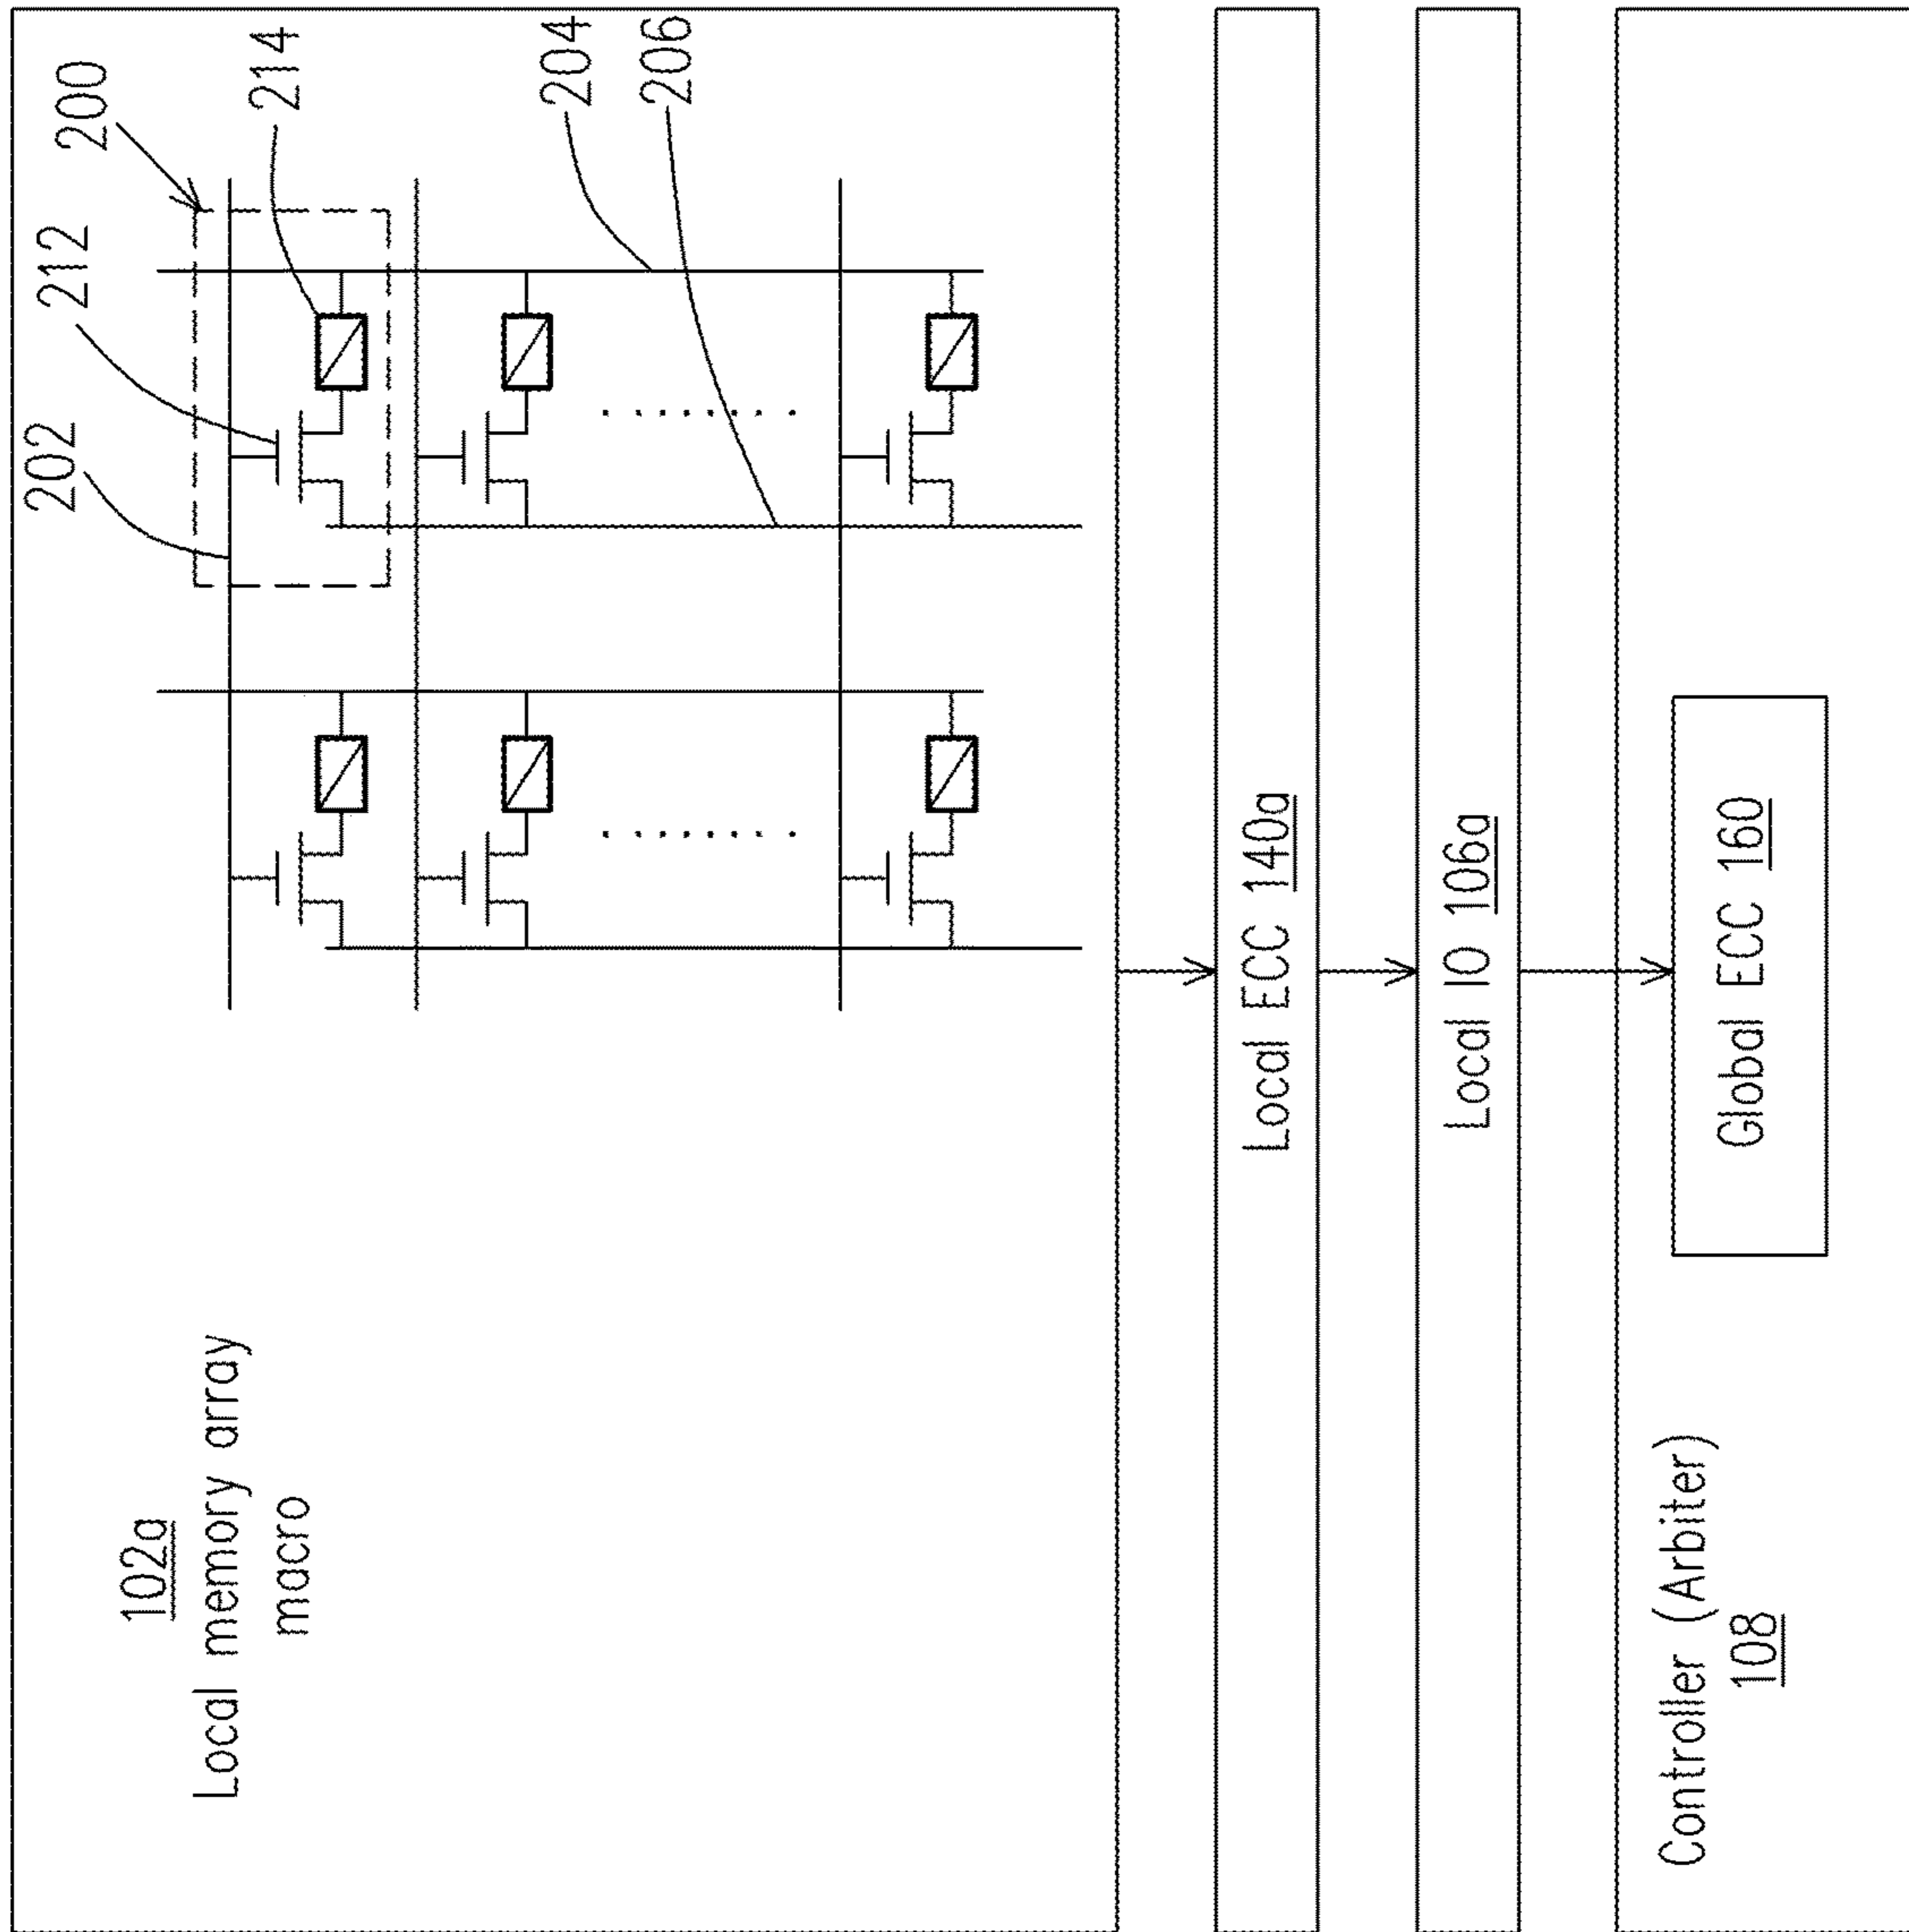 102a
Local memory array
macro
202
212
200
214
204
206
Local ECC 140a
Local IO 106a
Controller (Arbiter)
108
Global ECC 160